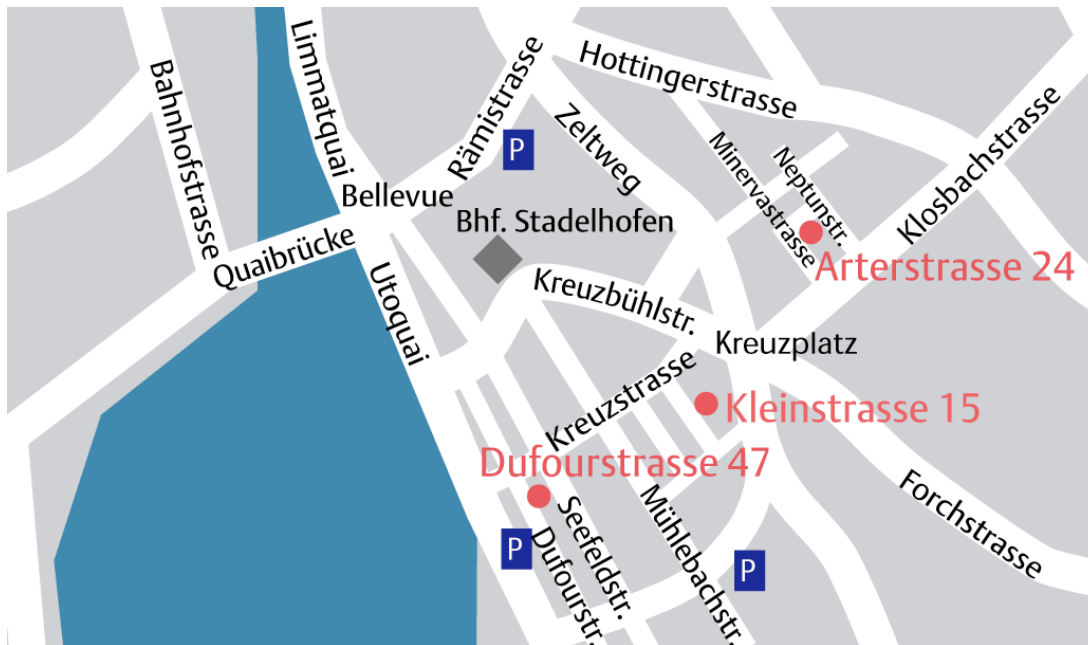 Limmatquai
Hottingerstrasse
Bahnhofstrasse
Rämistrasse
P
Zeltweg
Minervastrasse
Neptunstr.
Klosbachstrasse
Bellevue
Bhf. Stadelhofen
Quaibrücke
Arterstrasse 24
Utoquai
Kreuzbühlstr.
Kreuzplatz
Kreuzstrasse
Kleinstrasse 15
Dufourstrasse 47
Forchstrasse
Seefeldstr.
Mühlebachstr.
P
Dufourstr.
P